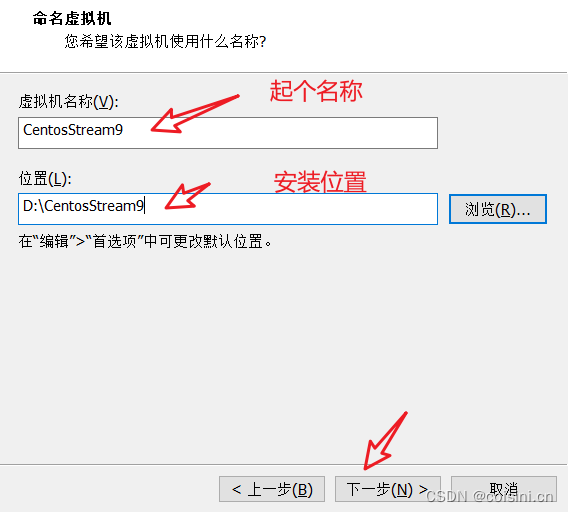 命名虚拟机
您希望该虚拟机使用什么名称?
虚拟机名称(V):
起个名称
CentosStream9
位置(L):
安装位置
D:\CentosStream9
浏览(R)...
在“编辑”>“首选项”中可更改默认位置。
< 上一步(B) 下一步(N) > 取消
CSDN @coisini.cn